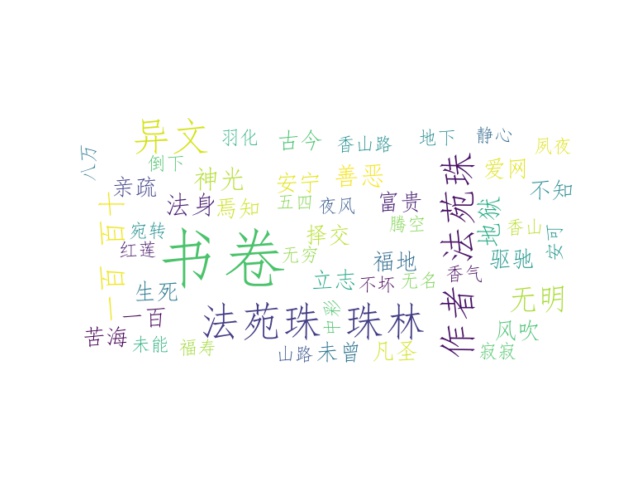 异文
羽化
古今
香山路
地下
静心
夙夜
八万
倒下
亲疏
神光
安宁
善恶
爱网
不知
法苑珠
法身
焉知
五四
夜风
富贵
地狱
百十
宛转
红莲
书卷
无穷
择交
腾空
香山
安可
福地
驱驰
立志
不坏
无名
香气
生死
一百
一百
法苑珠
珠林
作者
无明
风吹
苦海
未能
福寿
山路
未曾
凡圣
寂寂